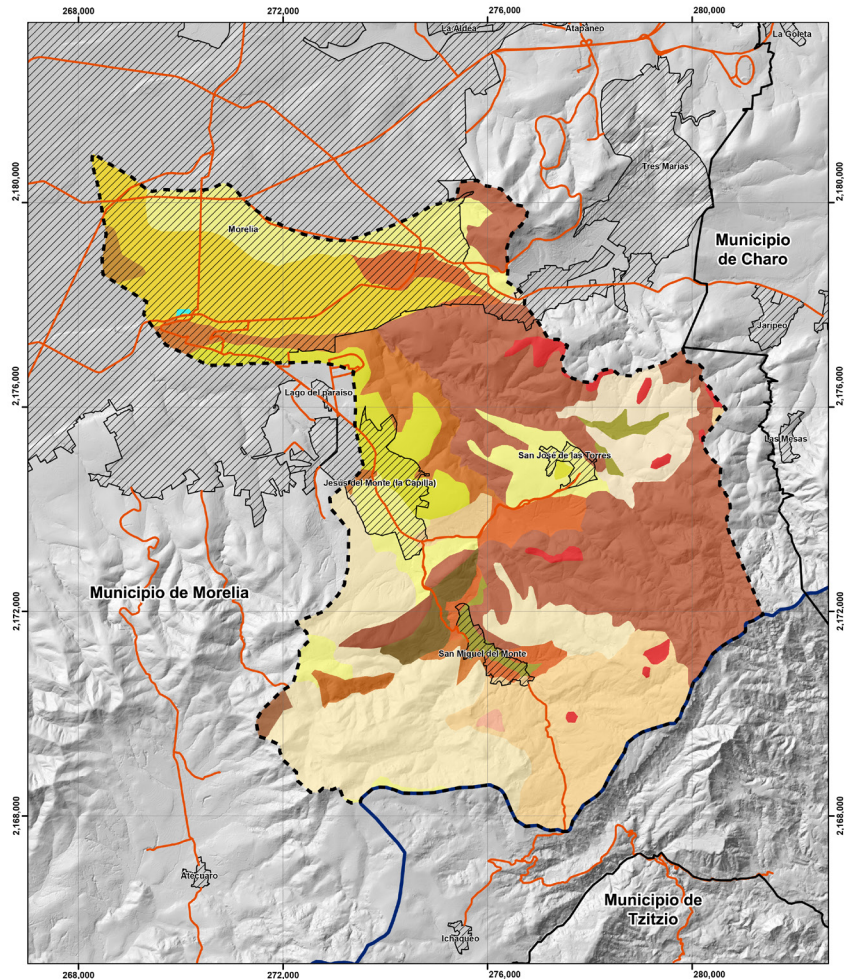 268,000
272,000
276,000
280,000
La Aldea
Atapaneo
La Goleta
Tres Marías
2,180,000
2,180,000
Morelia
Municipio
de Charo
Jaripeo
2,176,000
2,176,000
Lago del paraiso
Las Mesas
San José de las Torres
Jesús del Monte (la Capilla)
Municipio de Morelia
2,172,000
2,172,000
San Miguel del Monte
2,168,000
2,168,000
Atécuaro
Municipio de
Tzitzio
Ichaqueo
268,000
272,000
276,000
280,000